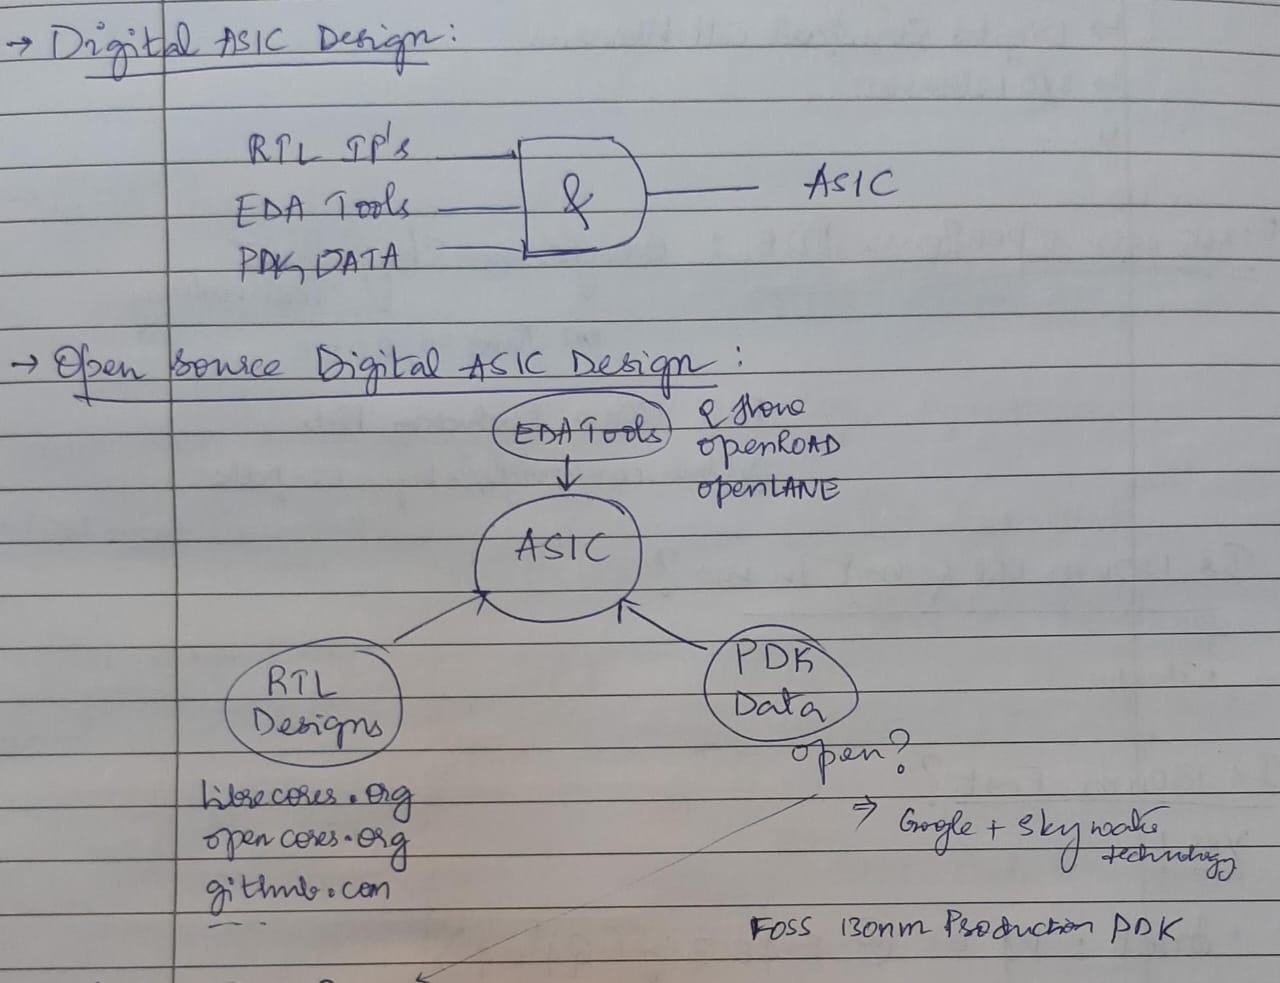 → Digital ASIC Design:
RTL IP's
EDA Tools
PDK DATA
&
ASIC
→ Open source Digital ASIC Design:
EDA Tools
Qflow
openROAD
openLANE
ASIC
RTL
Designs
PDK
Data
open?
librecores.org
opencores.org
github.com
⇒ Google + Skywater
technology
FOSS 130nm Production PDK